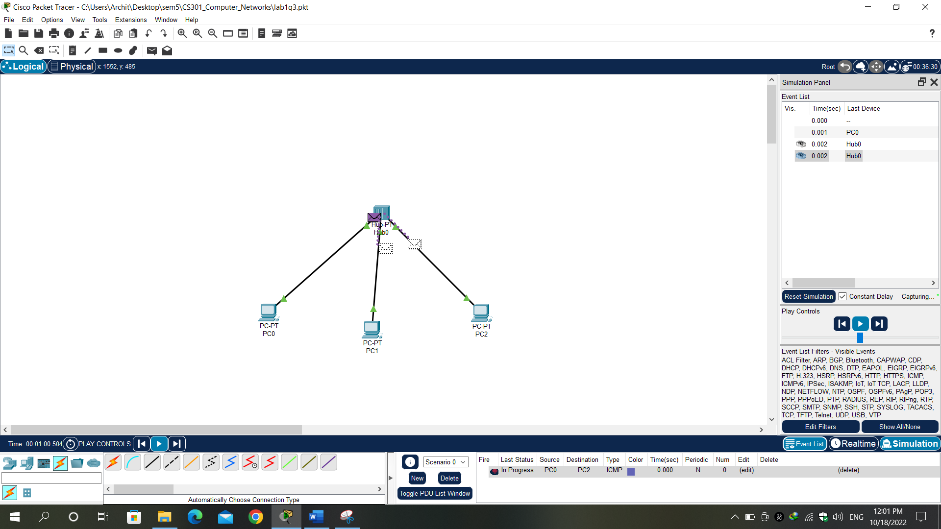 Cisco Packet Tracer - C:\Users\Archit\Desktop\sem5\CS301_Computer_Networks\lab1q3.pkt
File Edit Options View Tools Extensions Window Help
?
Logical Physical x: 1552, y: 485
Root 00:36:30
Simulation Panel
Event List
Vis. Time(sec) Last Device
0.000 --
0.001 PC0
0.002 Hub0
0.002 Hub0
Hub-PT
Hub0
PC-PT
PC0
PC-PT
PC1
PC-PT
PC2
Reset Simulation Constant Delay Capturing...
Play Controls
Event List Filters - Visible Events
ACL Filter, ARP, BGP, Bluetooth, CAPWAP, CDP,
DHCP, DHCPv6, DNS, DTP, EAPOL, EIGRP, EIGRPv6,
FTP, H.323, HSRP, HSRPv6, HTTP, HTTPS, ICMP,
ICMPv6, IPSec, ISAKMP, IoT, IoT TCP, LACP, LLDP,
NDP, NETFLOW, NTP, OSPF, OSPFv6, PAgP, POP3,
PPP, PPPoED, PTP, RADIUS, REP, RIP, RIPng, RTP,
SCCP, SMTP, SNMP, SSH, STP, SYSLOG, TACACS,
TCP, TFTP, Telnet, UDP, USB, VTP
Edit Filters Show All/None
Time: 00:01:00.504 PLAY CONTROLS
Event List Realtime Simulation
Scenario 0
New Delete
Toggle PDU List Window
Fire Last Status Source Destination Type Color Time(sec) Periodic Num Edit Delete
In Progress PC0 PC2 ICMP 0.000 N 0 (edit) (delete)
Automatically Choose Connection Type
ENG
12:01 PM
10/18/2022